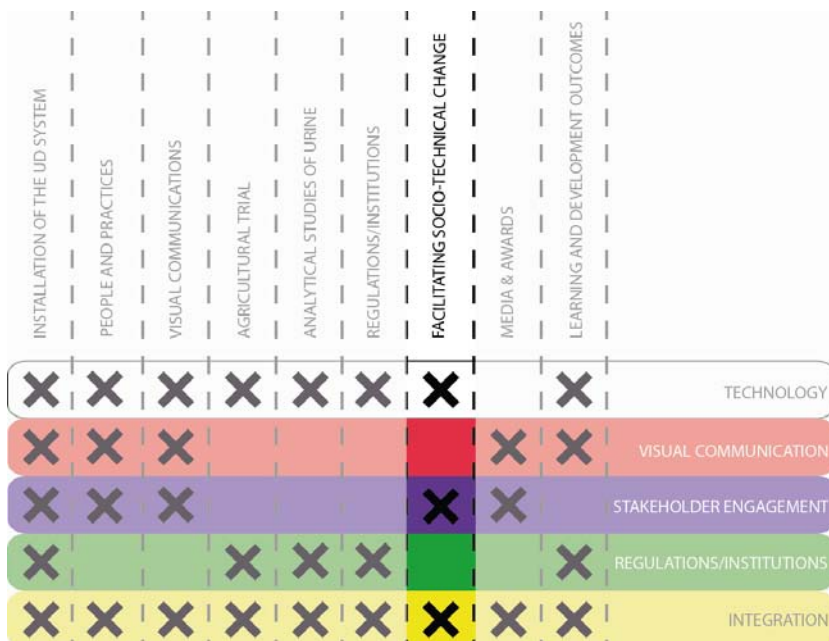 INSTALLATION OF THE UD SYSTEM
PEOPLE AND PRACTICES
VISUAL COMMUNICATIONS
AGRICULTURAL TRIAL
ANALYTICAL STUDIES OF URINE
REGULATIONS/INSTITUTIONS
FACILITATING SOCIO-TECHNICAL CHANGE
MEDIA & AWARDS
LEARNING AND DEVELOPMENT OUTCOMES
TECHNOLOGY
VISUAL COMMUNICATION
STAKEHOLDER ENGAGEMENT
REGULATIONS/INSTITUTIONS
INTEGRATION